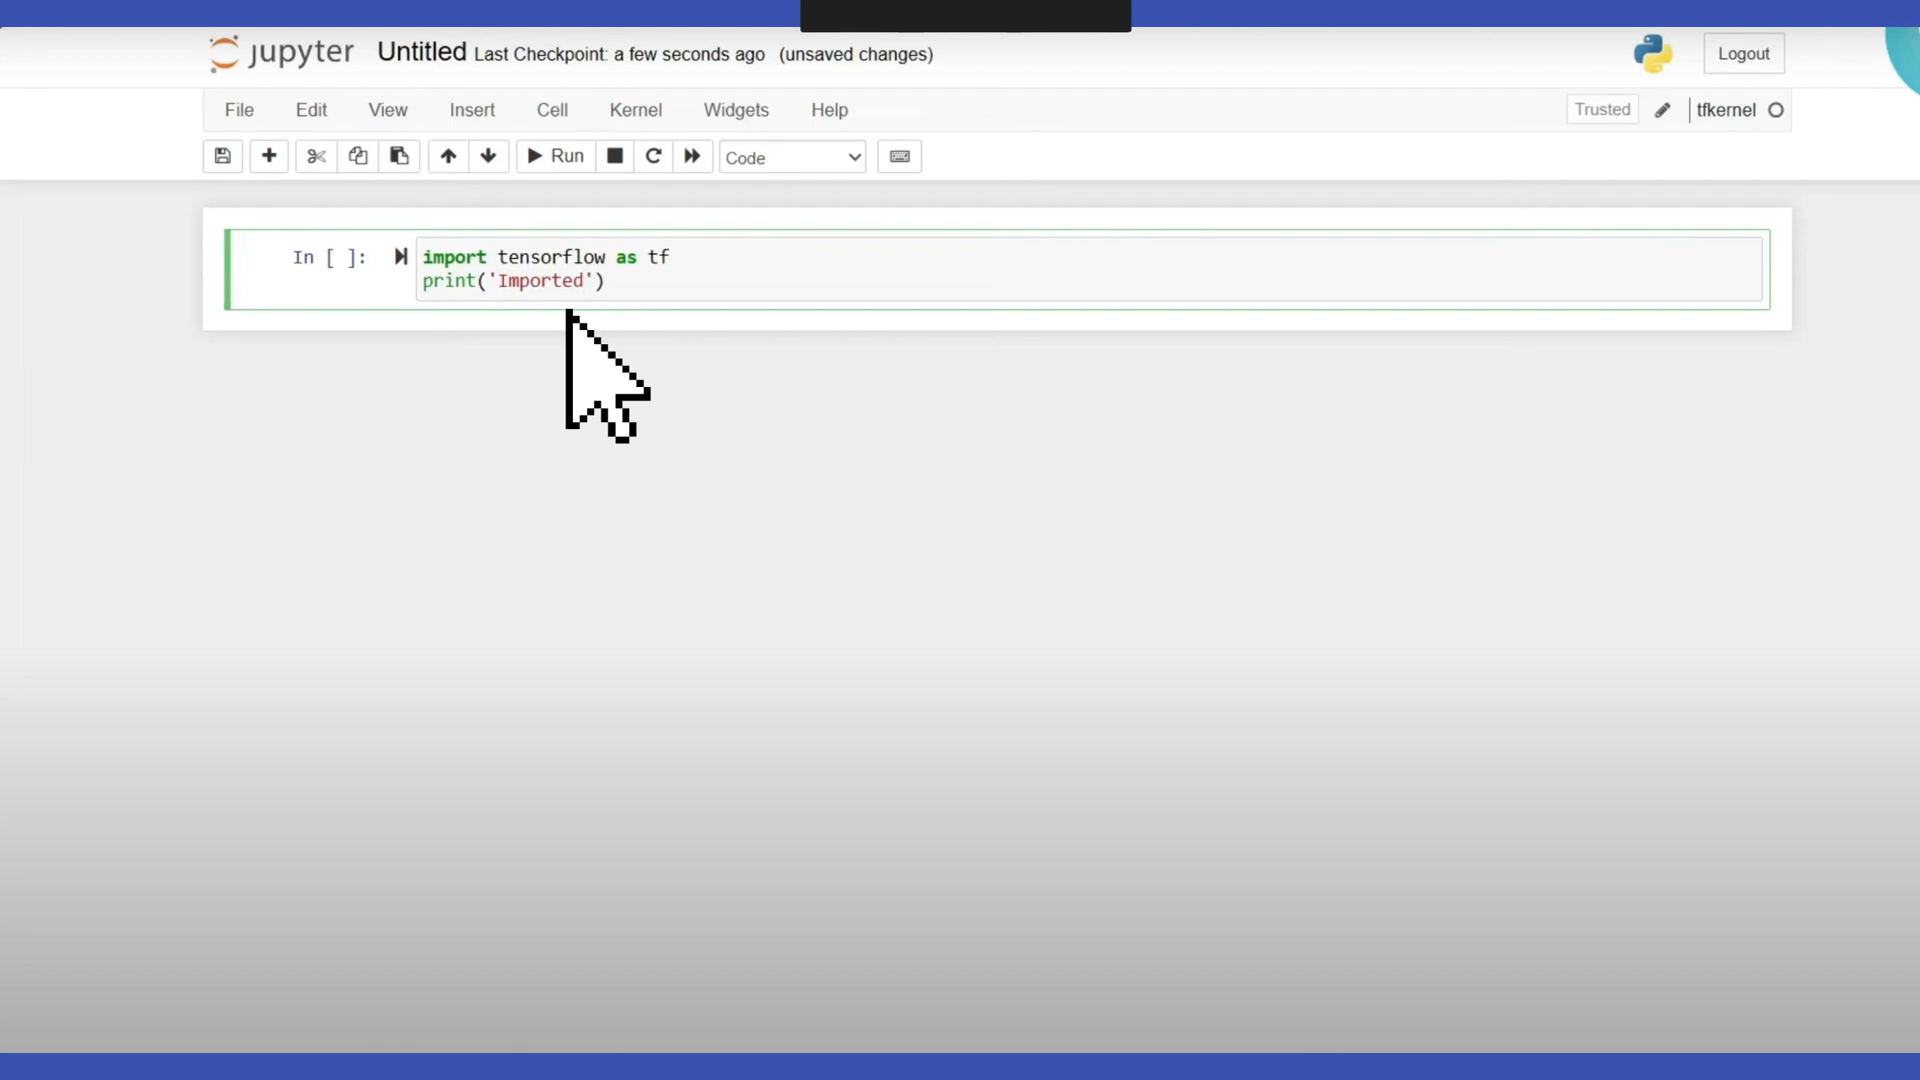 jupyter Untitled Last Checkpoint: a few seconds ago (unsaved changes) Logout
File Edit View Insert Cell Kernel Widgets Help Trusted tfkernel
Run Code
In [ ]: import tensorflow as tf
print('Imported')